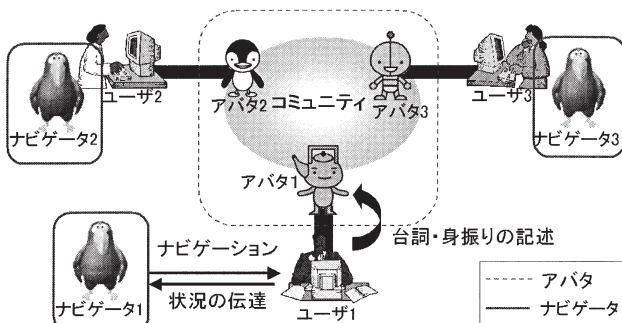 ユーザ2
アバタ2
コミュニティ
アバタ3
ユーザ3
ナビゲータ2
ナビゲータ3
アバタ1
台詞・身振りの記述
ナビゲーション
状況の伝達
ナビゲータ1
ユーザ1
アバタ
ナビゲータ